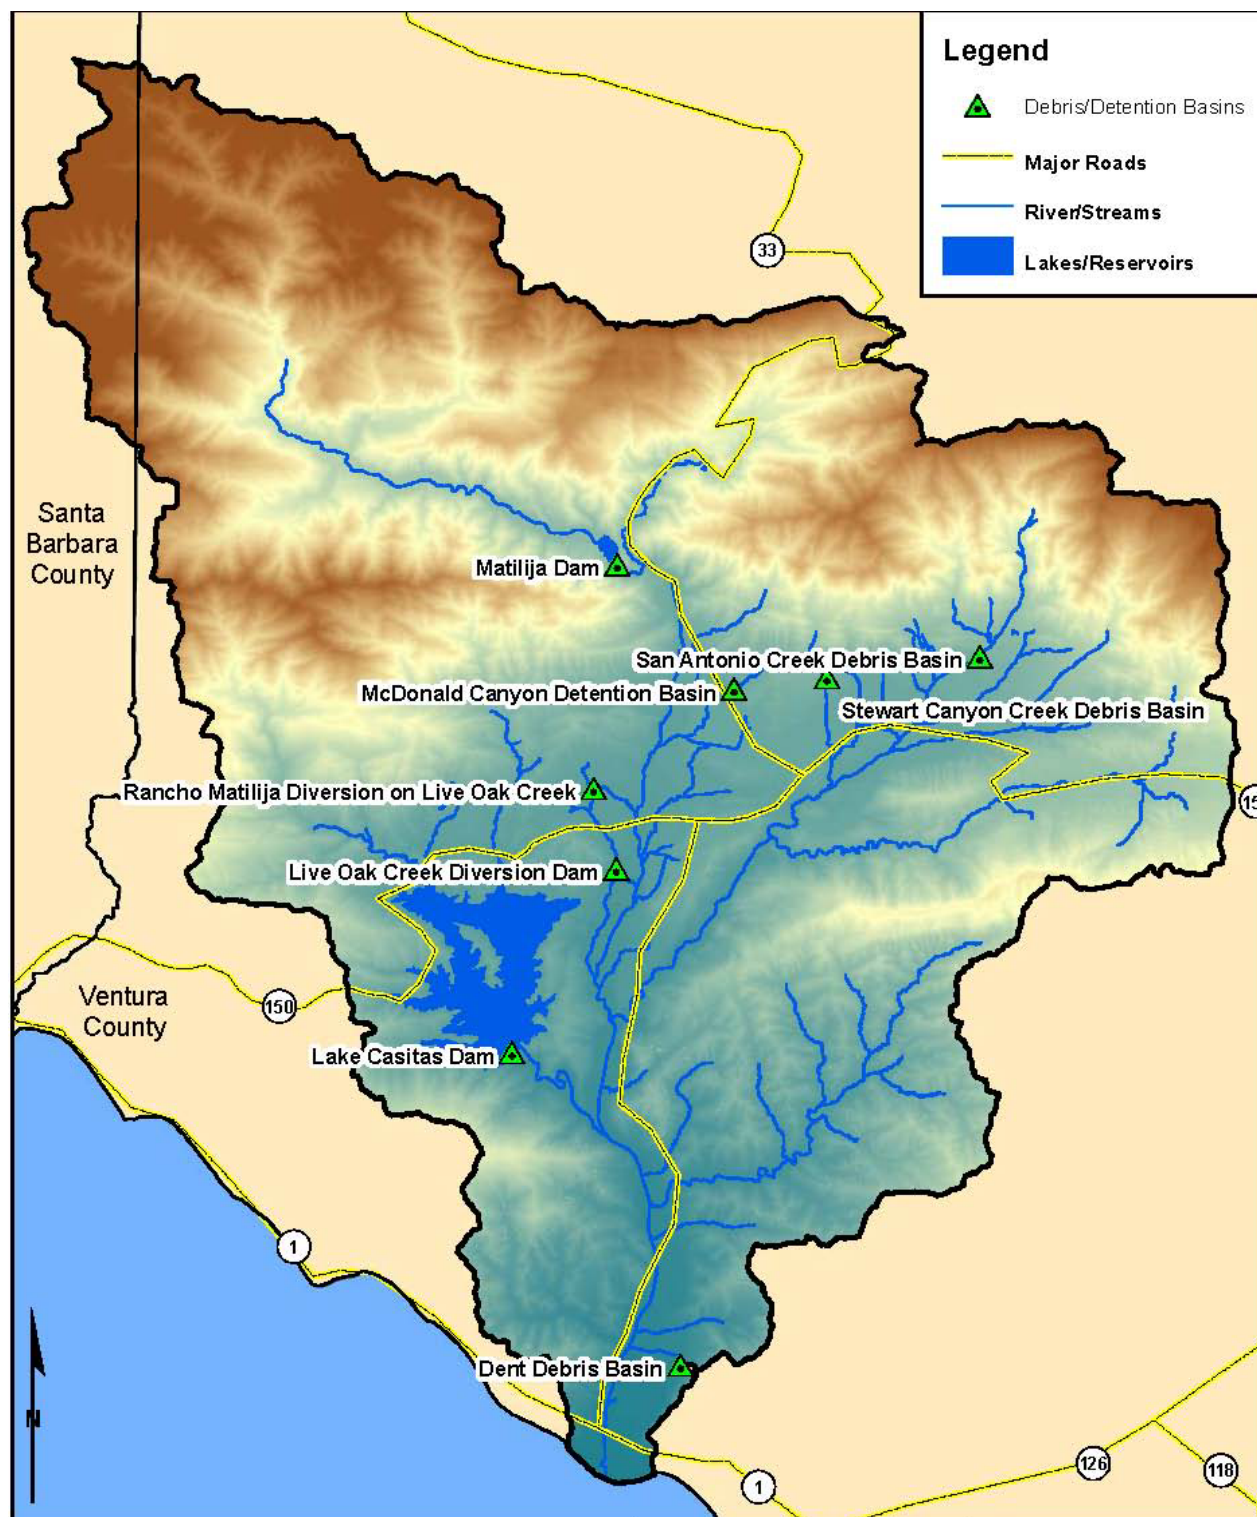 Legend
Debris/Detention Basins
Major Roads
River/Streams
Lakes/Reservoirs
33
Santa
Barbara
County
Matilija Dam
San Antonio Creek Debris Basin
McDonald Canyon Detention Basin
Stewart Canyon Creek Debris Basin
Rancho Matilija Diversion on Live Oak Creek
15
Live Oak Creek Diversion Dam
Ventura
County
150
Lake Casitas Dam
1
Dent Debris Basin
N
126
118
1